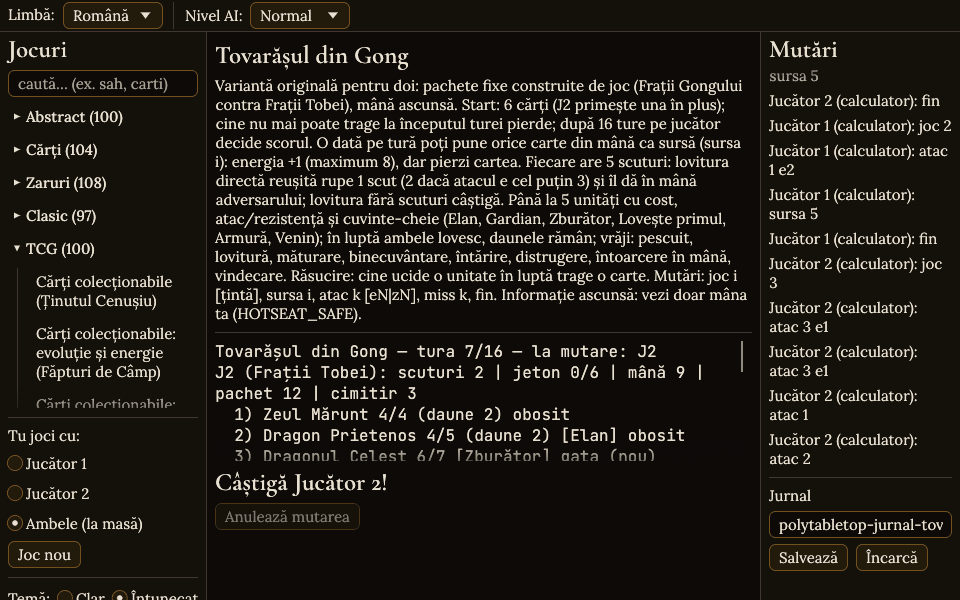 Limbă: Română ▼ Nivel AI: Normal ▼
Jocuri
caută... (ex. sah, carti)
▸ Abstract (100)
▸ Cărți (104)
▸ Zaruri (108)
▸ Clasic (97)
▾ TCG (100)
Cărți colecționabile
(Ținutul Cenușiu)
Cărți colecționabile:
evoluție și energie
(Făpturi de Câmp)
Cărți colecționabile:
Tu joci cu:
Jucător 1
Jucător 2
Ambele (la masă)
Joc nou
Temă: Clar Întunecat
Tovarășul din Gong
Variantă originală pentru doi: pachete fixe construite de joc (Frații Gongului
contra Frații Tobei), mână ascunsă. Start: 6 cărți (J2 primește una în plus);
cine nu mai poate trage la începutul turei pierde; după 16 ture pe jucător
decide scorul. O dată pe tură poți pune orice carte din mână ca sursă (sursa
i): energia +1 (maximum 8), dar pierzi cartea. Fiecare are 5 scuturi: lovitura
directă reușită rupe 1 scut (2 dacă atacul e cel puțin 3) și îl dă în mână
adversarului; lovitura fără scuturi câștigă. Până la 5 unități cu cost,
atac/rezistență și cuvinte-cheie (Elan, Gardian, Zburător, Lovește primul,
Armură, Venin); în luptă ambele lovesc, daunele rămân; vrăji: pescuit,
lovitură, măturare, binecuvântare, întărire, distrugere, întoarcere în mână,
vindecare. Răsucire: cine ucide o unitate în luptă trage o carte. Mutări: joc i
[țintă], sursa i, atac k [eN|zN], miss k, fin. Informație ascunsă: vezi doar mâna
ta (HOTSEAT_SAFE).
Tovarășul din Gong — tura 7/16 — la mutare: J2
J2 (Frații Tobei): scuturi 2 | jeton 0/6 | mână 9 |
pachet 12 | cimitir 3
1) Zeul Mărunt 4/4 (daune 2) obosit
2) Dragon Prietenos 4/5 (daune 2) [Elan] obosit
3) Dragonul Celest 6/7 [Zburător] gata (nou)
Câștigă Jucător 2!
Anulează mutarea
Mutări
sursa 5
Jucător 2 (calculator): fin
Jucător 1 (calculator): joc 2
Jucător 1 (calculator): atac
1 e2
Jucător 1 (calculator):
sursa 5
Jucător 1 (calculator): fin
Jucător 2 (calculator): joc
3
Jucător 2 (calculator):
atac 3 e1
Jucător 2 (calculator):
atac 3 e1
Jucător 2 (calculator):
atac 1
Jucător 2 (calculator):
atac 2
Jurnal
polytabletop-jurnal-tov
Salvează Încarcă